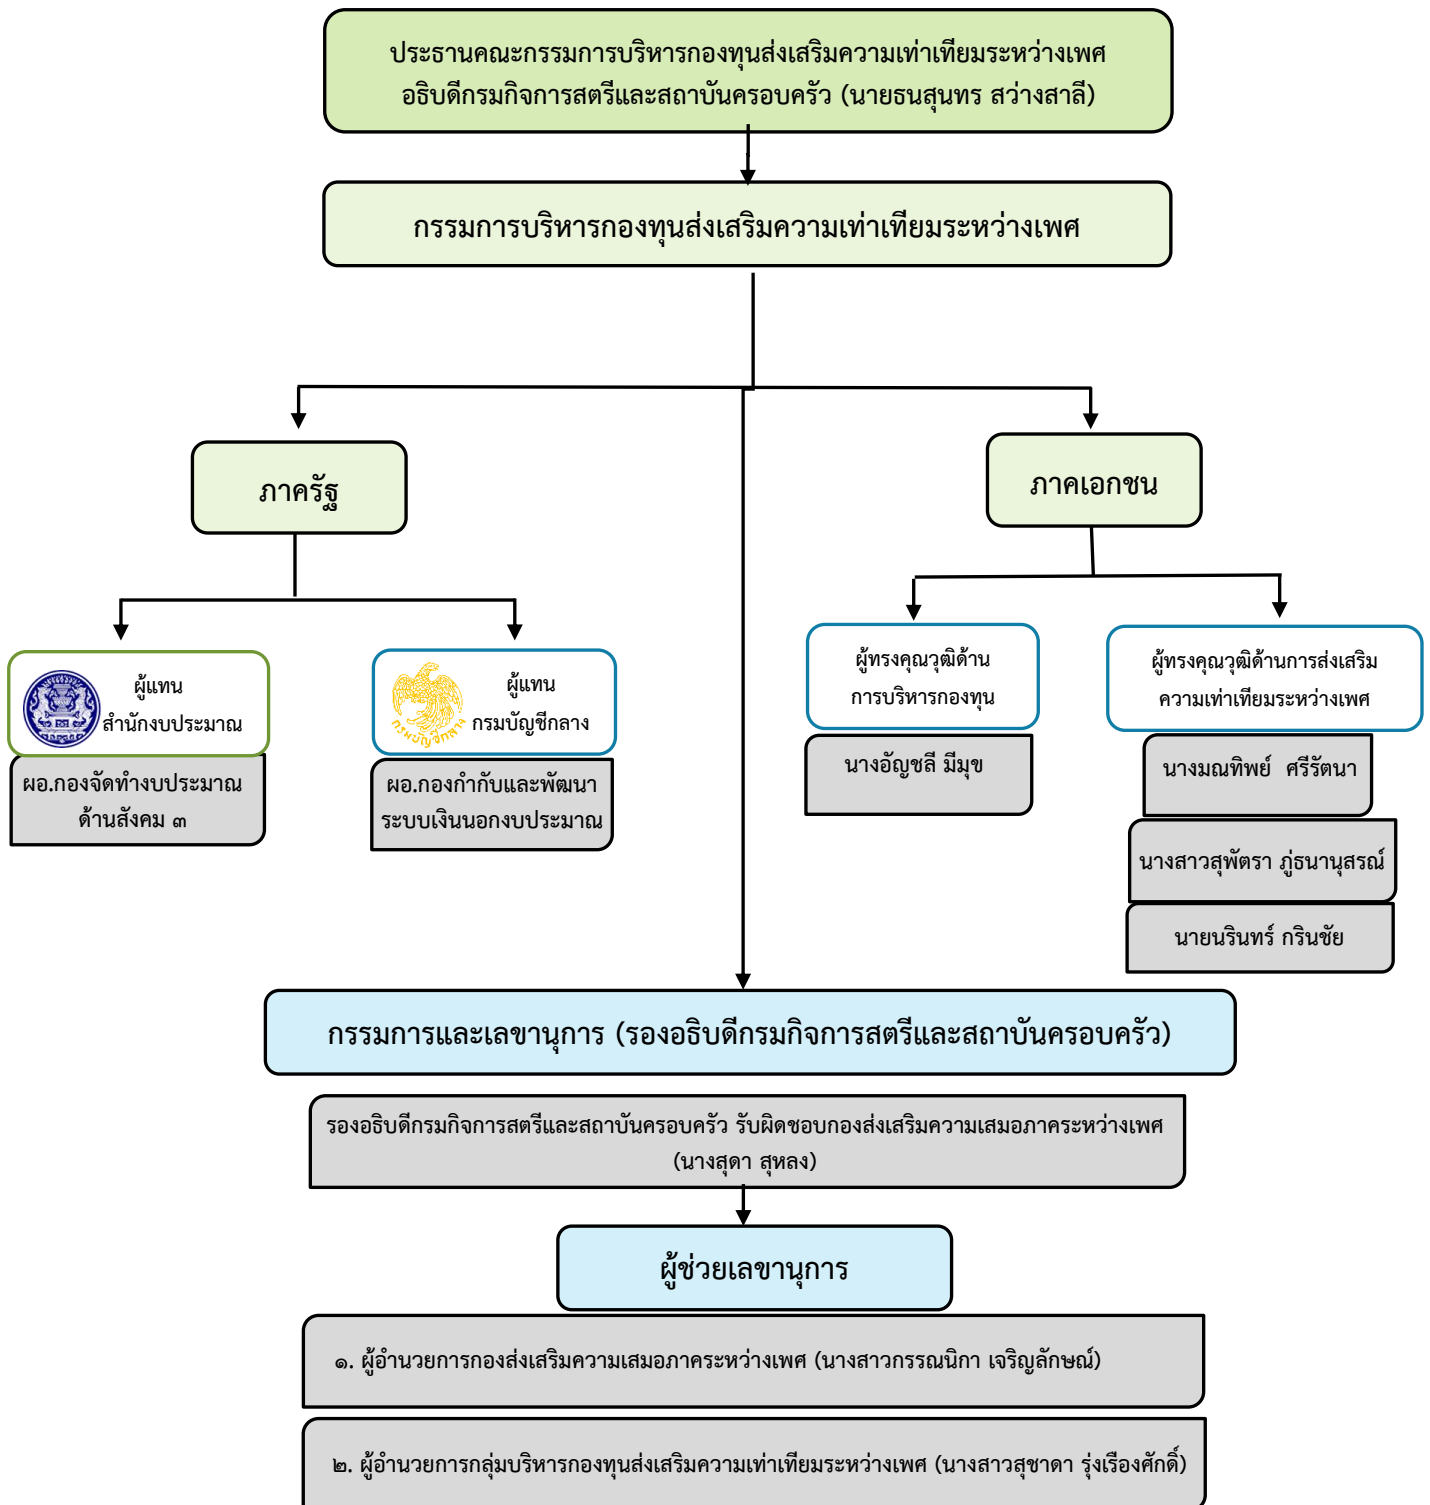 ประธานคณะกรรมการบริหารกองทุนส่งเสริมความเท่าเทียมระหว่างเพศ
อธิบดีกรมกิจการสตรีและสถาบันครอบครัว (นายธนสุนทร สว่างสาลี)
กรรมการบริหารกองทุนส่งเสริมความเท่าเทียมระหว่างเพศ
ภาครัฐ
ภาคเอกชน
ผู้แทน
สำนักงบประมาณ
ผอ.กองจัดทำงบประมาณ
ด้านสังคม ๓
กรมบัญชีกลาง
ผู้แทน
กรมบัญชีกลาง
ผอ.กองกำกับและพัฒนา
ระบบเงินนอกงบประมาณ
ผู้ทรงคุณวุฒิด้าน
การบริหารกองทุน
นางอัญชลี มีมุข
ผู้ทรงคุณวุฒิด้านการส่งเสริม
ความเท่าเทียมระหว่างเพศ
นางมณทิพย์ ศรีรัตนา
นางสาวสุพัตรา ภู่ธนานุสรณ์
นายนรินทร์ กรินชัย
กรรมการและเลขานุการ (รองอธิบดีกรมกิจการสตรีและสถาบันครอบครัว)
รองอธิบดีกรมกิจการสตรีและสถาบันครอบครัว รับผิดชอบกองส่งเสริมความเสมอภาคระหว่างเพศ
(นางสุดา สุหลง)
ผู้ช่วยเลขานุการ
๑. ผู้อำนวยการกองส่งเสริมความเสมอภาคระหว่างเพศ (นางสาวกรรณนิกา เจริญลักษณ์)
๒. ผู้อำนวยการกลุ่มบริหารกองทุนส่งเสริมความเท่าเทียมระหว่างเพศ (นางสาวสุชาดา รุ่งเรืองศักดิ์)